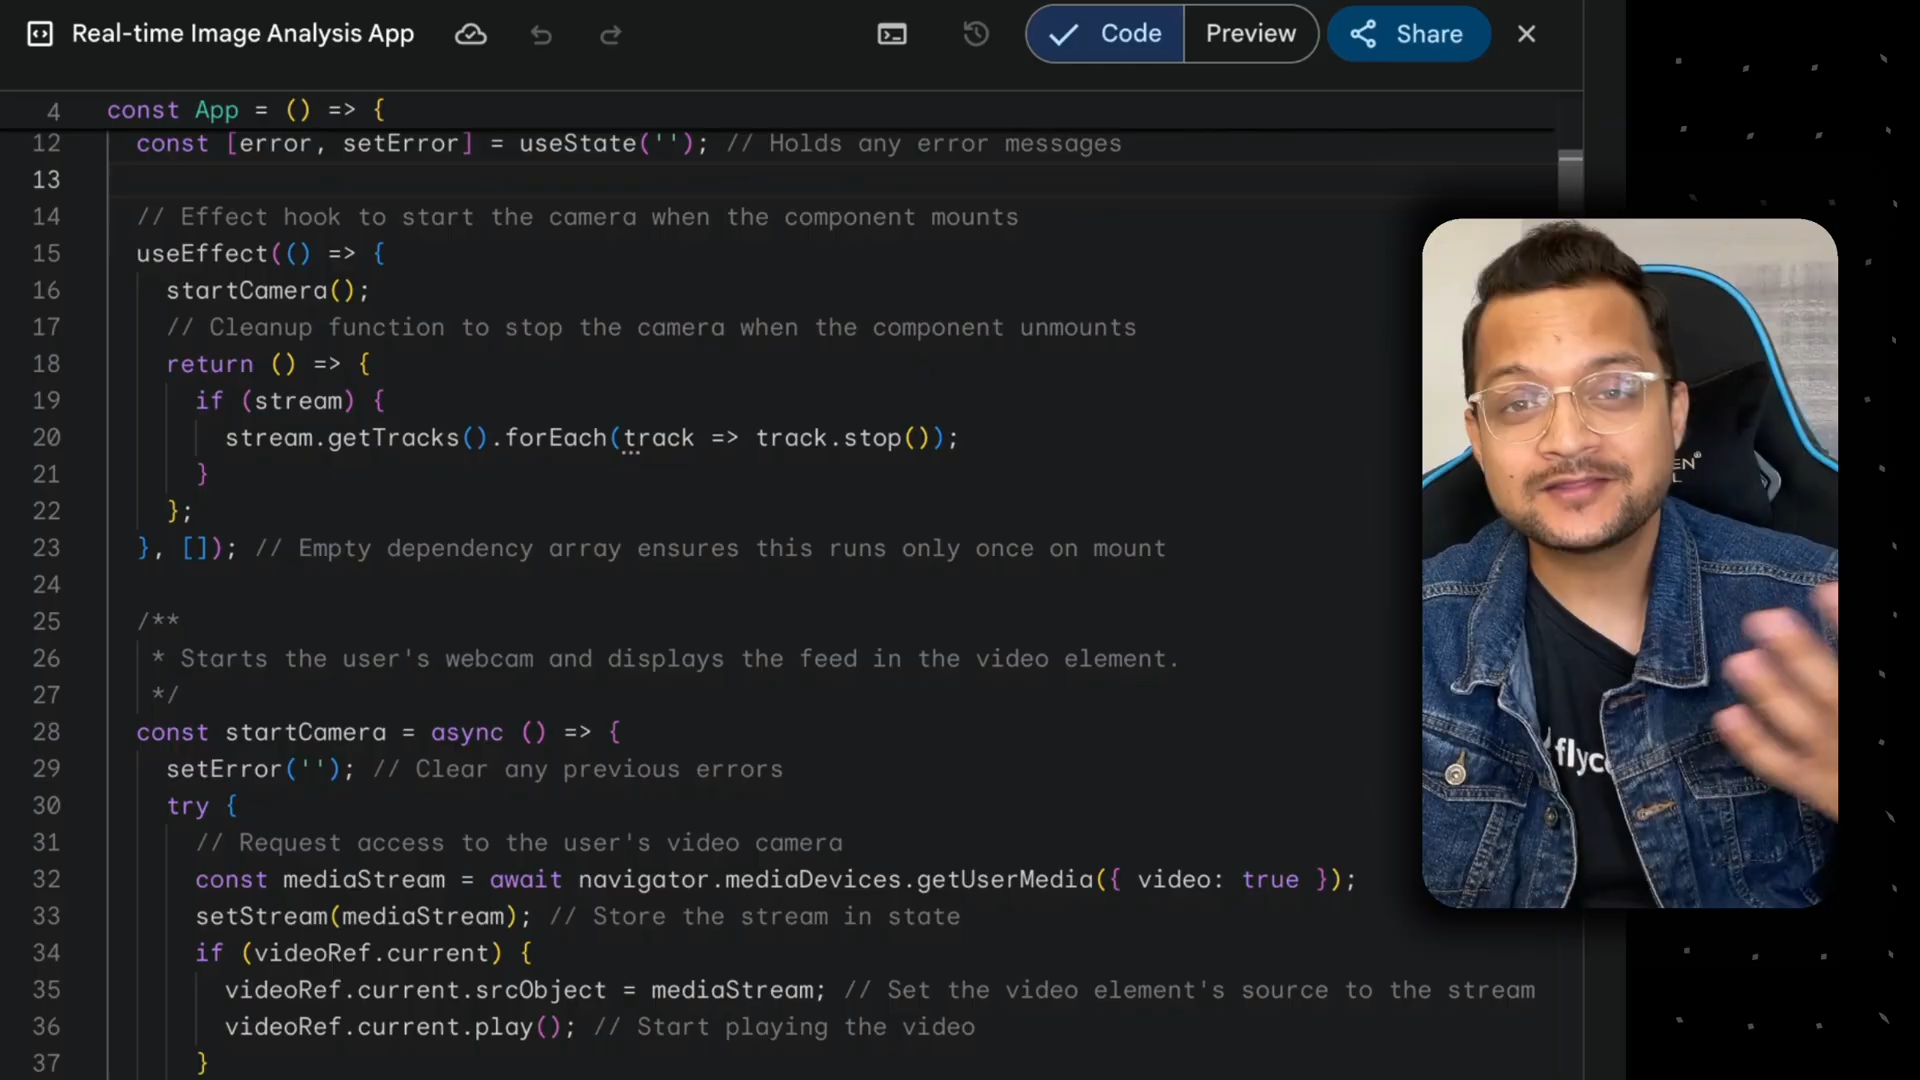 Real-time Image Analysis App
Code
Preview
Share
4 const App = () => {
12 const [error, setError] = useState(''); // Holds any error messages
13
14 // Effect hook to start the camera when the component mounts
15 useEffect(() => {
16 startCamera();
17 // Cleanup function to stop the camera when the component unmounts
18 return () => {
19 if (stream) {
20 stream.getTracks().forEach(track => track.stop());
21 }
22 };
23 }, []); // Empty dependency array ensures this runs only once on mount
24
25 /**
26 * Starts the user's webcam and displays the feed in the video element.
27 */
28 const startCamera = async () => {
29 setError(''); // Clear any previous errors
30 try {
31 // Request access to the user's video camera
32 const mediaStream = await navigator.mediaDevices.getUserMedia({ video: true });
33 setStream(mediaStream); // Store the stream in state
34 if (videoRef.current) {
35 videoRef.current.srcObject = mediaStream; // Set the video element's source to the stream
36 videoRef.current.play(); // Start playing the video
37 }